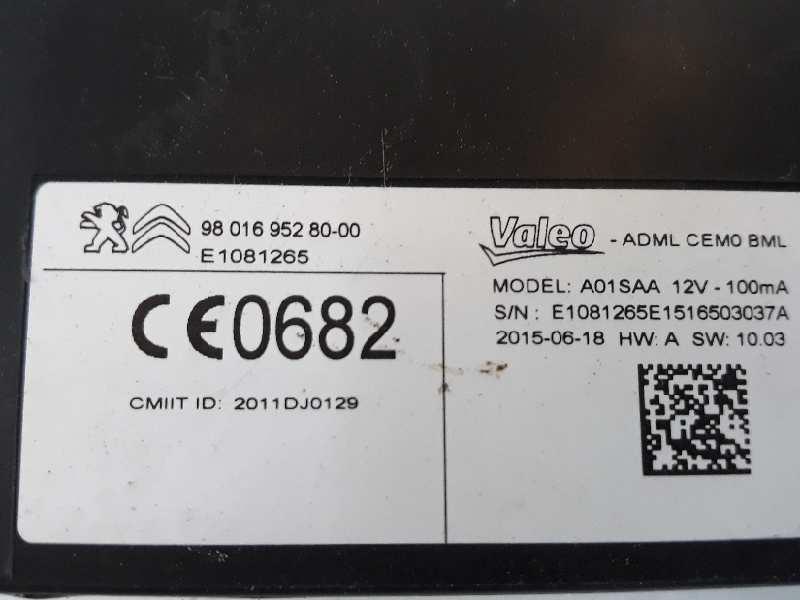 98 016 952 80-00
E1081265
CE0682
CMIIT ID: 2011DJ0129
Valeo - ADML CEM0 BML
MODEL: A01SAA 12V - 100mA
S/N : E1081265E1516503037A
2015-06-18 HW: A SW: 10.03